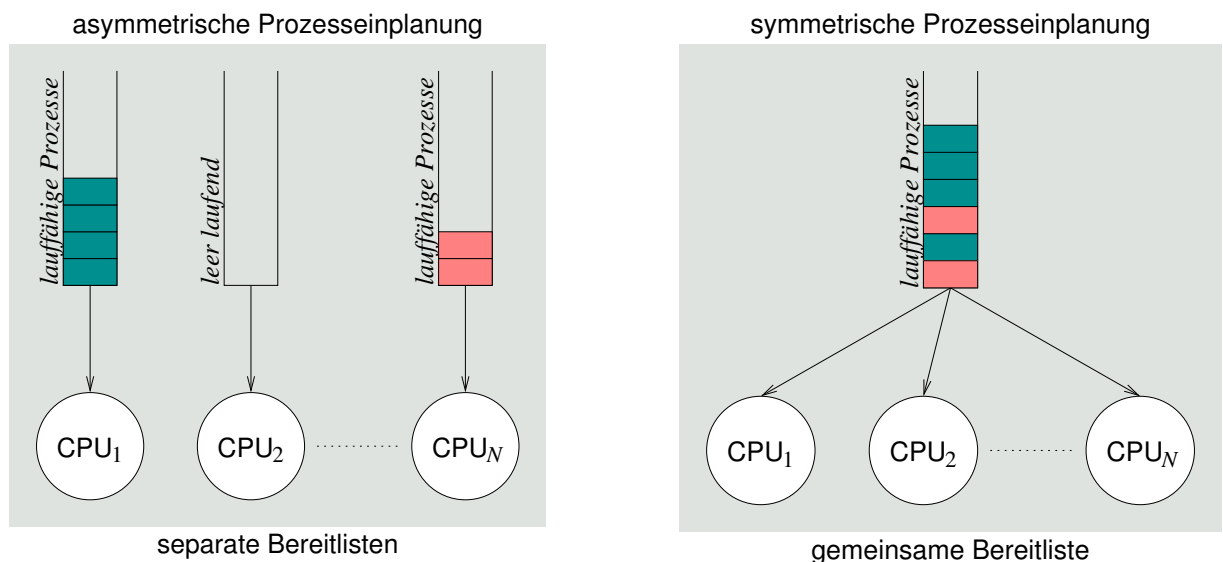 asymmetrische Prozesseinplanung
lauffähige Prozesse
leer laufend
lauffähige Prozesse
CPU1
CPU2
CPUN
separate Bereitlisten
symmetrische Prozesseinplanung
lauffähige Prozesse
CPU1
CPU2
CPUN
gemeinsame Bereitliste